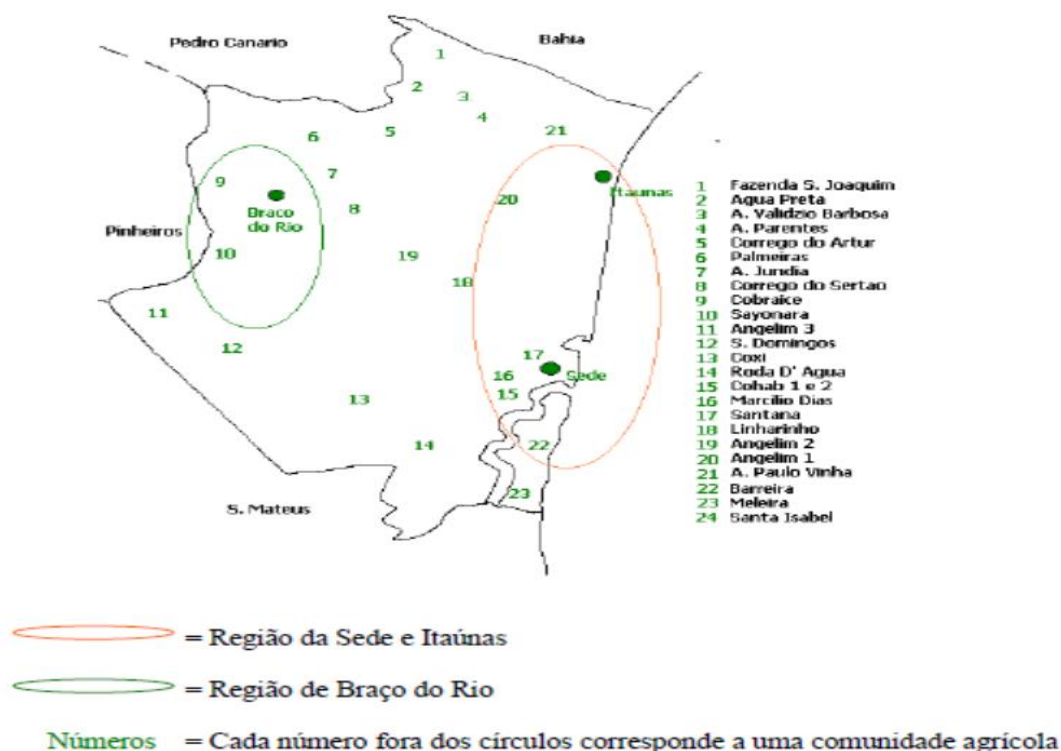 Pedro Canario
Bahia
1
2
3
4
5
21
6
7
9
Braco
do Rio
8
20
Itaunas
Pinheiros
10
19
18
11
12
17
16
Sede
15
13
14
22
23
S. Mateus
1 Fazenda S. Joaquim
2 Agua Preta
3 A. Validzio Barbosa
4 A. Parentes
5 Corrego do Artur
6 Palmeiras
7 A. Jundia
8 Corrego do Sertao
9 Cobraice
10 Sayonara
11 Angelim 3
12 S. Domingos
13 Coxi
14 Roda D' Agua
15 Cohab 1 e 2
16 Marcilio Dias
17 Santana
18 Linharinho
19 Angelim 2
20 Angelim 1
21 A. Paulo Vinha
22 Barreira
23 Meleira
24 Santa Isabel
= Região da Sede e Itaúnas
= Região de Braço do Rio
Números = Cada número fora dos círculos corresponde a uma comunidade agrícola